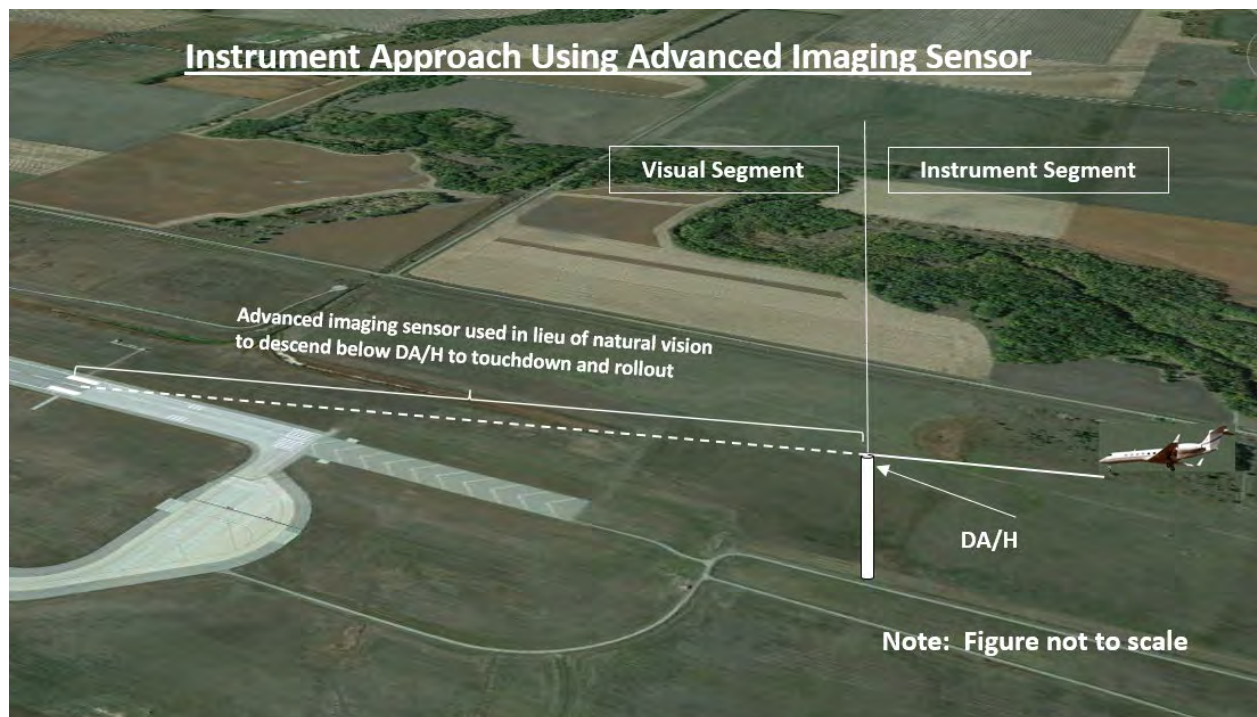 Instrument Approach Using Advanced Imaging Sensor
Visual Segment
Instrument Segment
Advanced imaging sensor used in lieu of natural vision
to descend below DA/H to touchdown and rollout
DA/H
Note: Figure not to scale